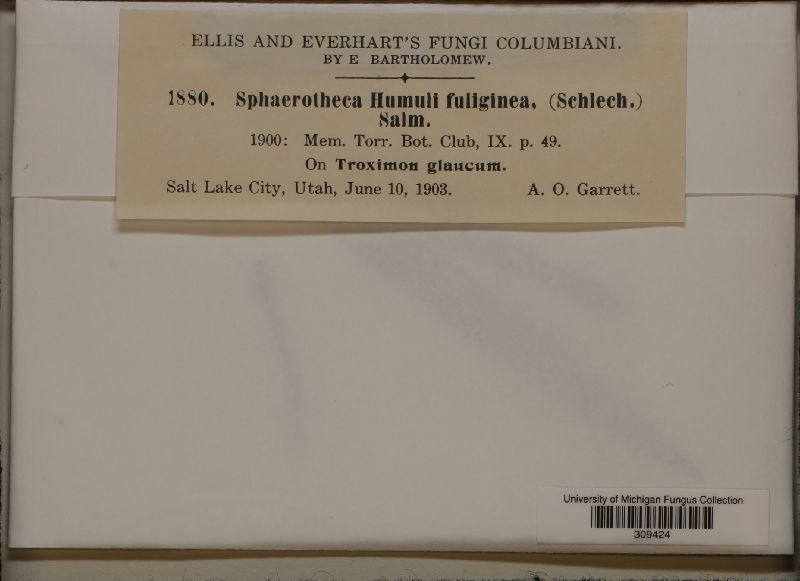 ELLIS AND EVERHART'S FUNGI COLUMBIANI.
BY E BARTHOLOMEW.
1880. Sphaerotheca Humuli fuliginea, (Schlech.)
Salm.
1900: Mem. Torr. Bot. Club, IX. p. 49.
On Troximon glaucum.
Salt Lake City, Utah, June 10, 1903. A. O. Garrett.
University of Michigan Fungus Collection
309424